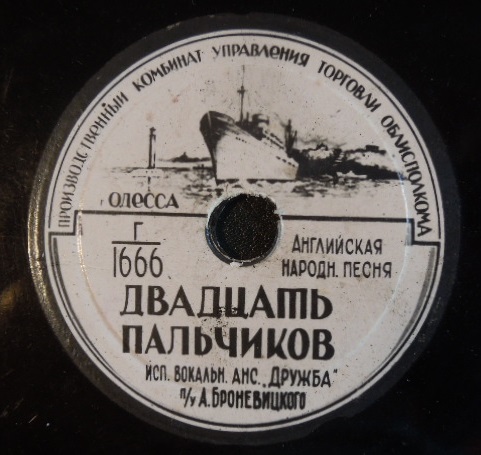 ПРОИЗВОДСТВЕННЫЙ КОМБИНАТ УПРАВЛЕНИЯ ТОРГОВЛИ ОБЛИСПОЛКОМА
ОДЕССА
Г
1666
АНГЛИЙСКАЯ
НАРОДН. ПЕСНЯ
ДВАДЦАТЬ
ПАЛЬЧИКОВ
ИСП. ВОКАЛЬН. АНС. „ДРУЖБА"
П/У А. БРОНЕВИЦКОГО